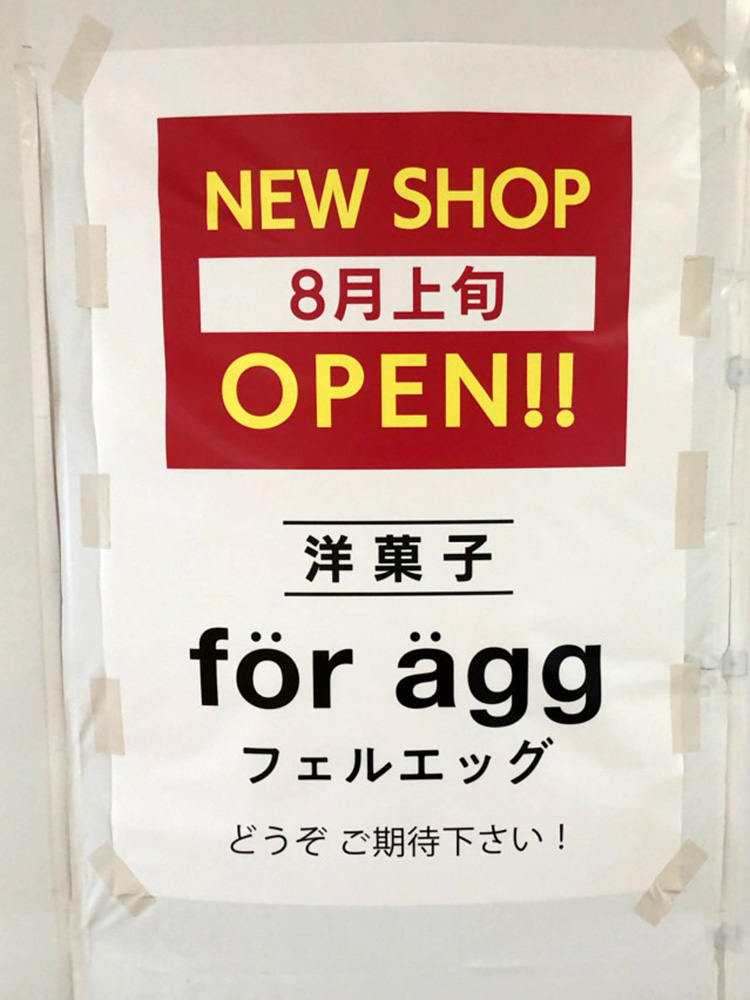 NEW SHOP
8月上旬
OPEN!!
洋菓子
för ägg
フェルエッグ
どうぞ ご期待下さい！